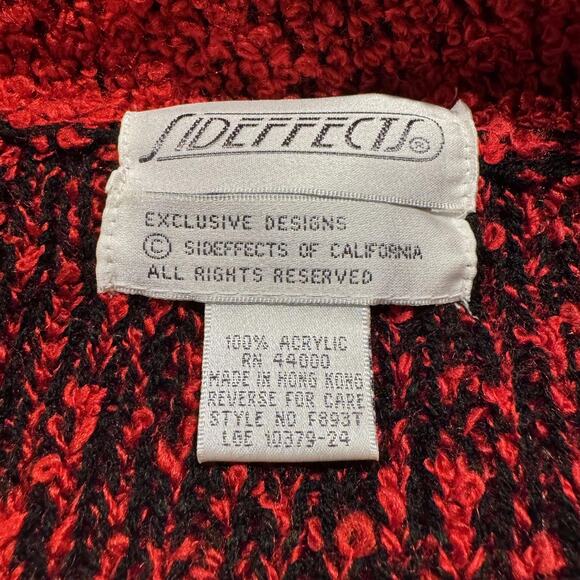 SIDEFFECTS®
EXCLUSIVE DESIGNS
© SIDEFFECTS OF CALIFORNIA
ALL RIGHTS RESERVED
100% ACRYLIC
RN 44000
MADE IN HONG KONG
REVERSE FOR CARE
STYLE NO F893T
LGE 10379-24